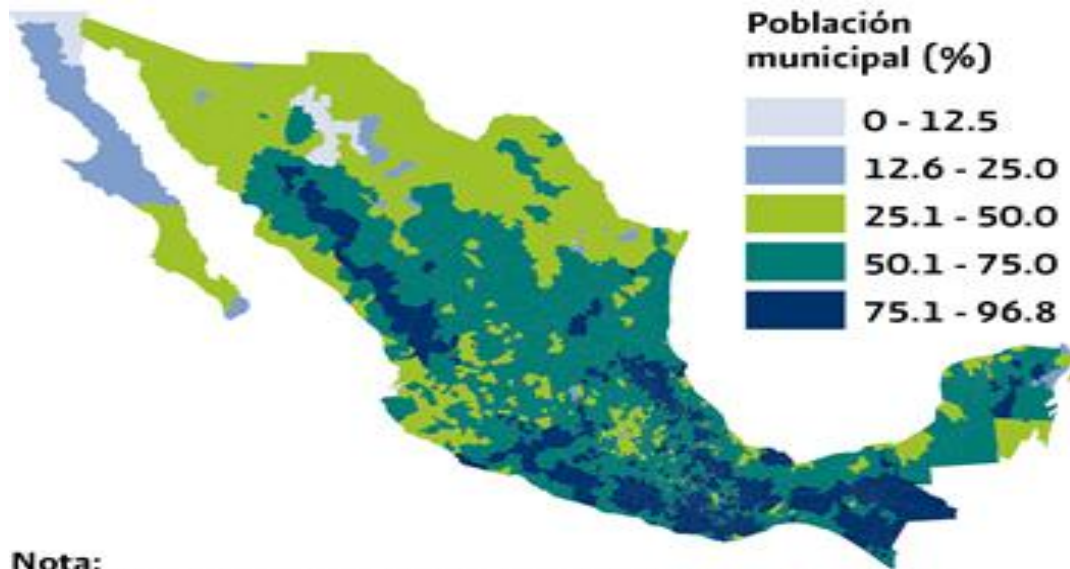 Población
municipal (%)
0 - 12.5
12.6 - 25.0
25.1 - 50.0
50.1 - 75.0
75.1 - 96.8
Nota: